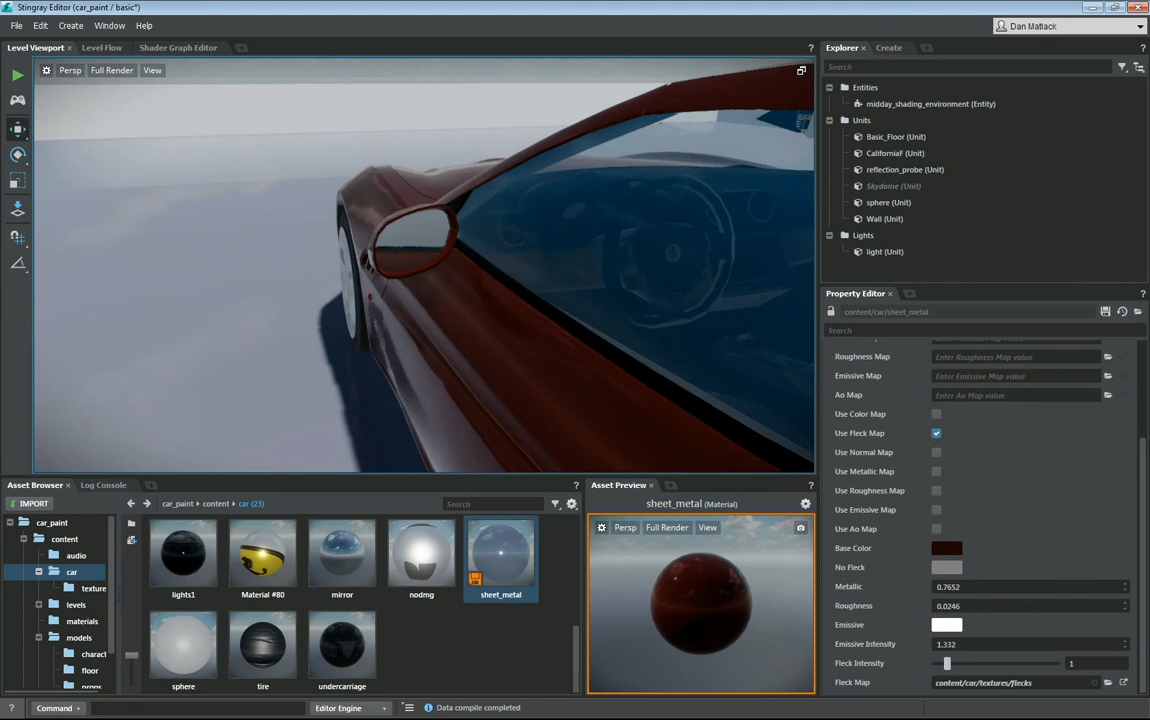 Stingray Editor (car_paint / basic*)
File Edit Create Window Help
Dan Matlack
Level Viewport × Level Flow Shader Graph Editor
?
Persp Full Render View
Explorer × Create
?
Search
Entities
midday_shading_environment (Entity)
Units
Basic_Floor (Unit)
CaliforniaF (Unit)
reflection_probe (Unit)
Skydome (Unit)
sphere (Unit)
Wall (Unit)
Lights
light (Unit)
Property Editor ×
?
content/car/sheet_metal
Search
Roughness Map Enter Roughness Map value
Emissive Map Enter Emissive Map value
Ao Map Enter Ao Map value
Use Color Map
Use Fleck Map
Use Normal Map
Use Metallic Map
Use Roughness Map
Use Emissive Map
Use Ao Map
Base Color
No Fleck
Metallic 0.7652
Roughness 0.0246
Emissive
Emissive Intensity 1.332
Fleck Intensity 1
Fleck Map content/car/textures/flecks
Asset Browser × Log Console
?
IMPORT
car_paint content car (23)
Search
car_paint
content
audio
car
texture
levels
materials
models
charact
floor
props
lights1 Material #80 mirror nodmg sheet_metal
sphere tire undercarriage
Asset Preview ×
?
sheet_metal (Material)
Persp Full Render View
? Command Editor Engine Data compile completed